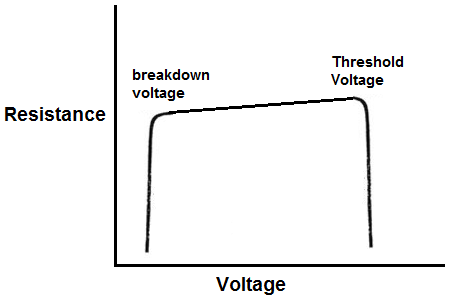 Threshold
Voltage
breakdown
voltage
Resistance
Voltage